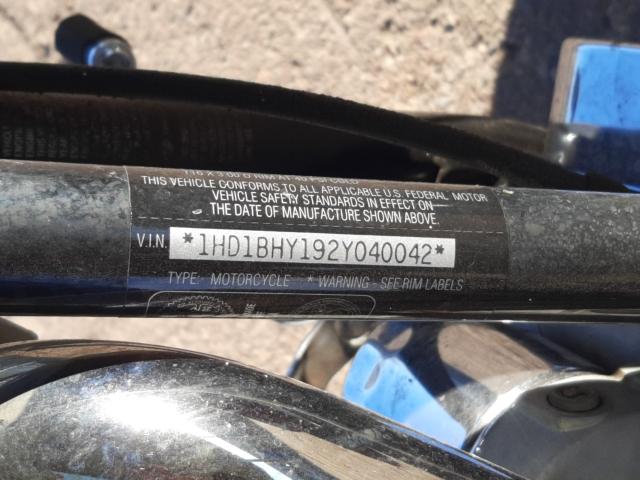 THIS VEHICLE CONFORMS TO ALL APPLICABLE U.S. FEDERAL MOTOR
VEHICLE SAFETY STANDARDS IN EFFECT ON
THE DATE OF MANUFACTURE SHOWN ABOVE.
V.I.N. *1HD1BHY192Y040042*
TYPE: MOTORCYCLE * WARNING - SEE RIM LABELS